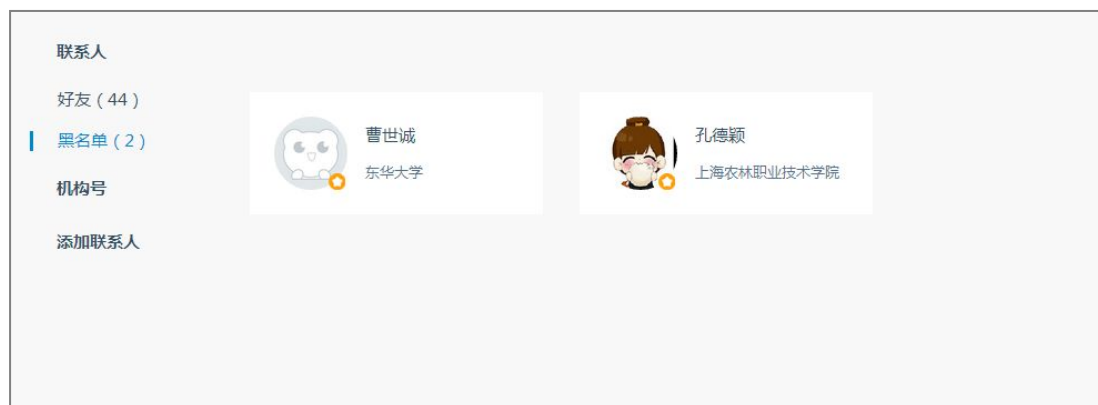 联系人
好友（44）
黑名单（2）
机构号
添加联系人
曹世诚
东华大学
孔德颖
上海农林职业技术学院